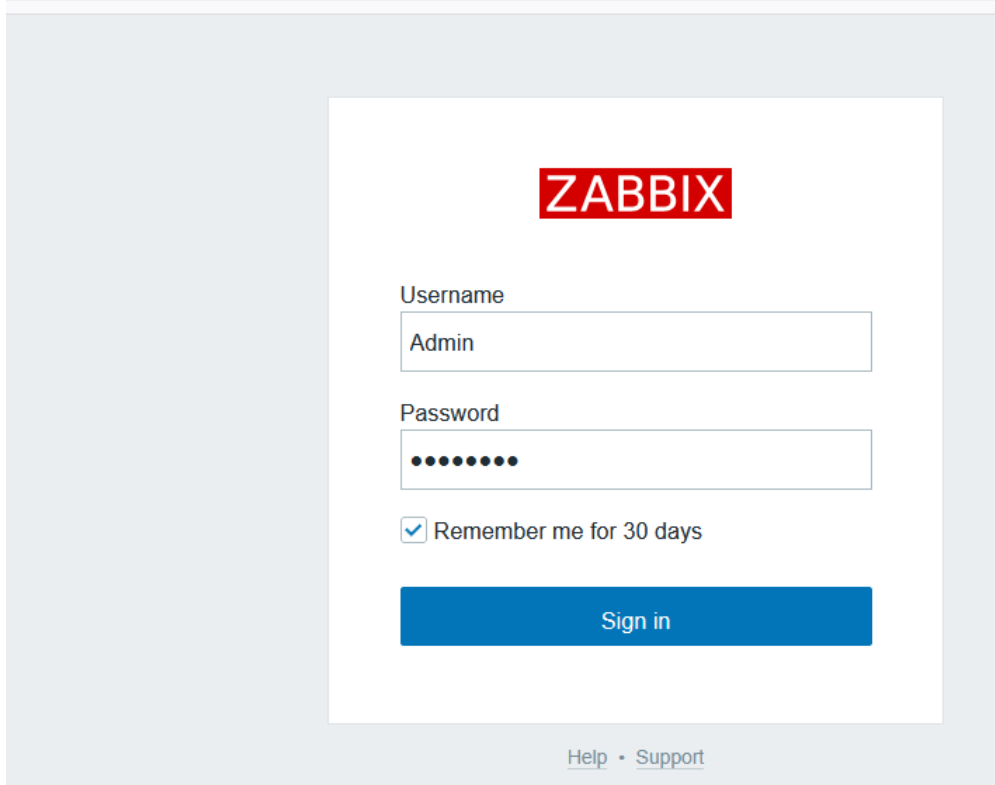 ZABBIX
Username
Admin
Password
••••••••
Remember me for 30 days
Sign in
Help • Support